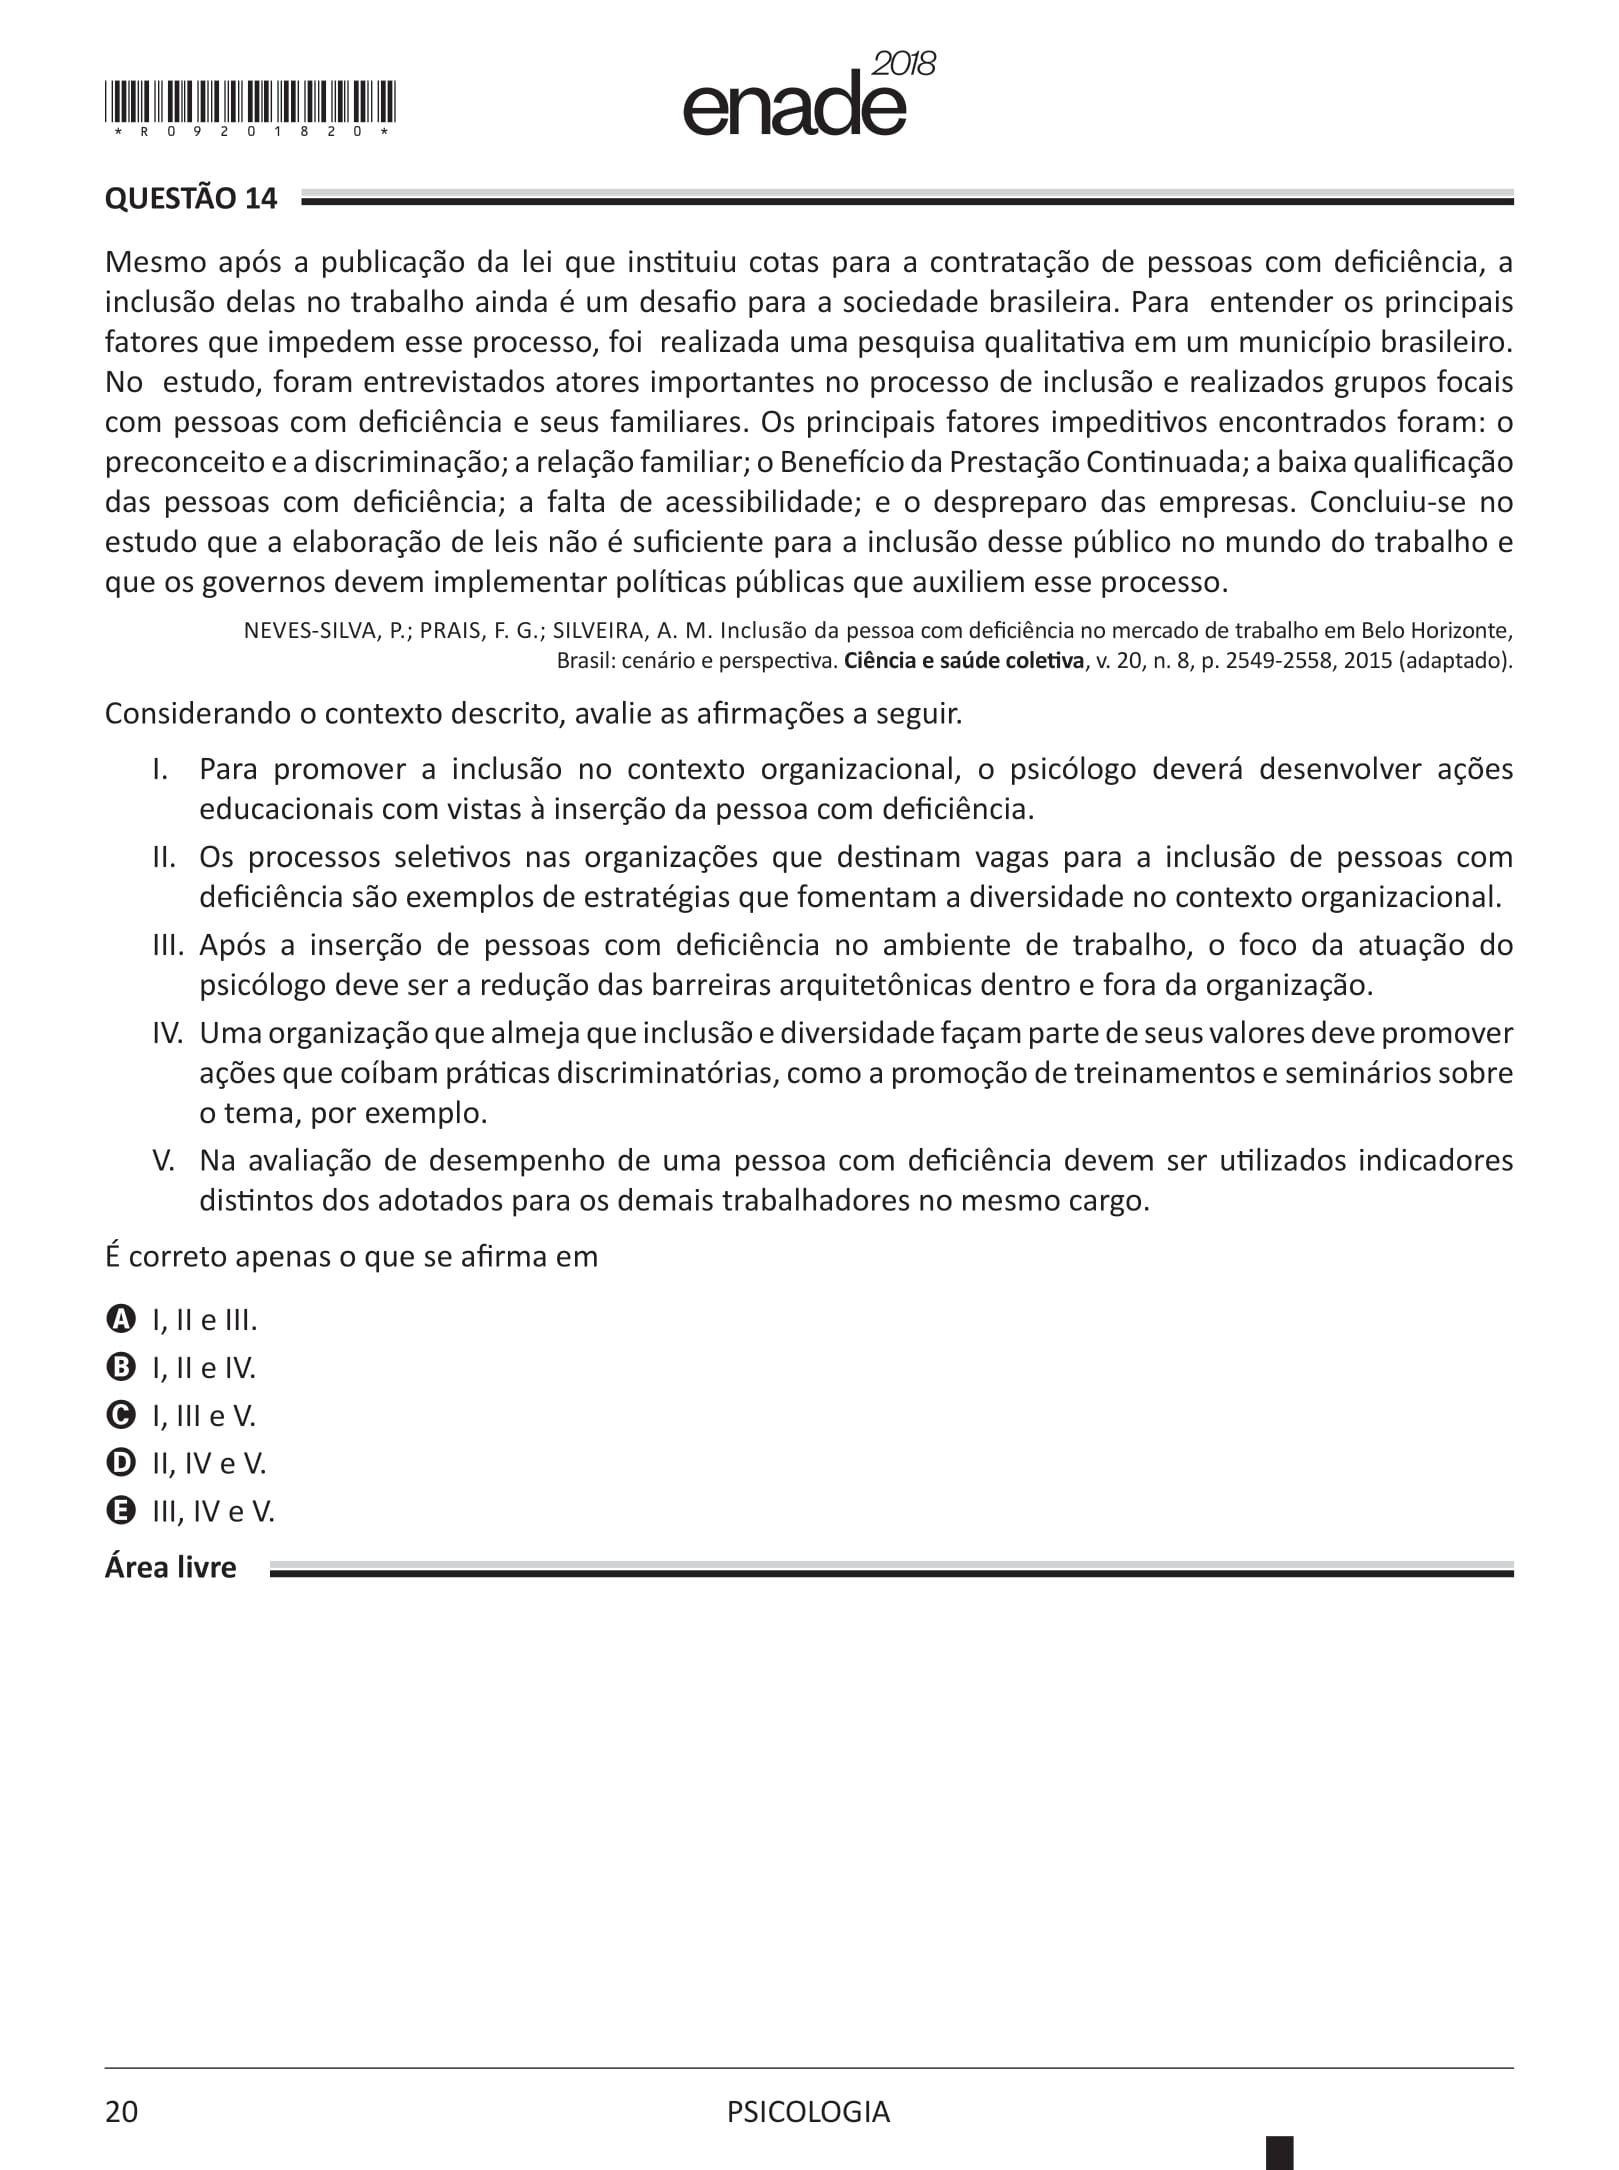 *R09201820*
enade 2018
QUESTÃO 14
Mesmo após a publicação da lei que instituiu cotas para a contratação de pessoas com deficiência, a
inclusão delas no trabalho ainda é um desafio para a sociedade brasileira. Para entender os principais
fatores que impedem esse processo, foi realizada uma pesquisa qualitativa em um município brasileiro.
No estudo, foram entrevistados atores importantes no processo de inclusão e realizados grupos focais
com pessoas com deficiência e seus familiares. Os principais fatores impeditivos encontrados foram: o
preconceito e a discriminação; a relação familiar; o Benefício da Prestação Continuada; a baixa qualificação
das pessoas com deficiência; a falta de acessibilidade; e o despreparo das empresas. Concluiu-se no
estudo que a elaboração de leis não é suficiente para a inclusão desse público no mundo do trabalho e
que os governos devem implementar políticas públicas que auxiliem esse processo.
NEVES-SILVA, P.; PRAIS, F. G.; SILVEIRA, A. M. Inclusão da pessoa com deficiência no mercado de trabalho em Belo Horizonte,
Brasil: cenário e perspectiva. Ciência e saúde coletiva, v. 20, n. 8, p. 2549-2558, 2015 (adaptado).
Considerando o contexto descrito, avalie as afirmações a seguir.
I. Para promover a inclusão no contexto organizacional, o psicólogo deverá desenvolver ações
educacionais com vistas à inserção da pessoa com deficiência.
II. Os processos seletivos nas organizações que destinam vagas para a inclusão de pessoas com
deficiência são exemplos de estratégias que fomentam a diversidade no contexto organizacional.
III. Após a inserção de pessoas com deficiência no ambiente de trabalho, o foco da atuação do
psicólogo deve ser a redução das barreiras arquitetônicas dentro e fora da organização.
IV. Uma organização que almeja que inclusão e diversidade façam parte de seus valores deve promover
ações que coíbam práticas discriminatórias, como a promoção de treinamentos e seminários sobre
o tema, por exemplo.
V. Na avaliação de desempenho de uma pessoa com deficiência devem ser utilizados indicadores
distintos dos adotados para os demais trabalhadores no mesmo cargo.
É correto apenas o que se afirma em
A I, II e III.
B I, II e IV.
C I, III e V.
D II, IV e V.
E III, IV e V.
Área livre
20
PSICOLOGIA